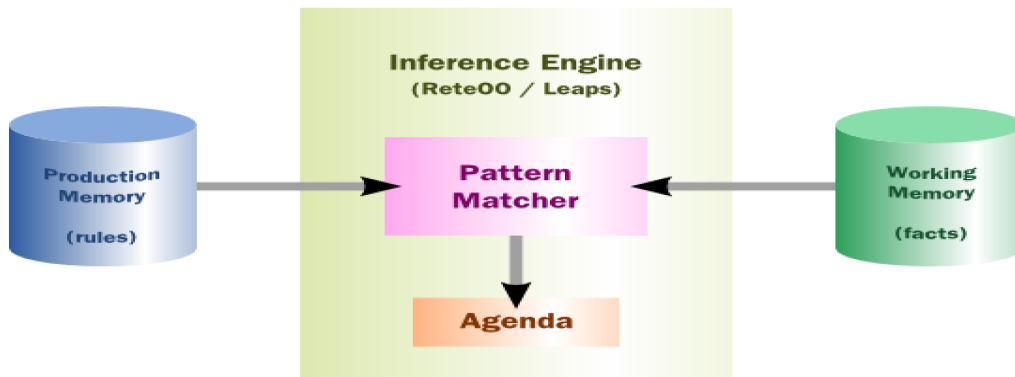 Inference Engine
(ReteOO / Leaps)
Production
Memory
(rules)
Pattern
Matcher
Working
Memory
(facts)
Agenda